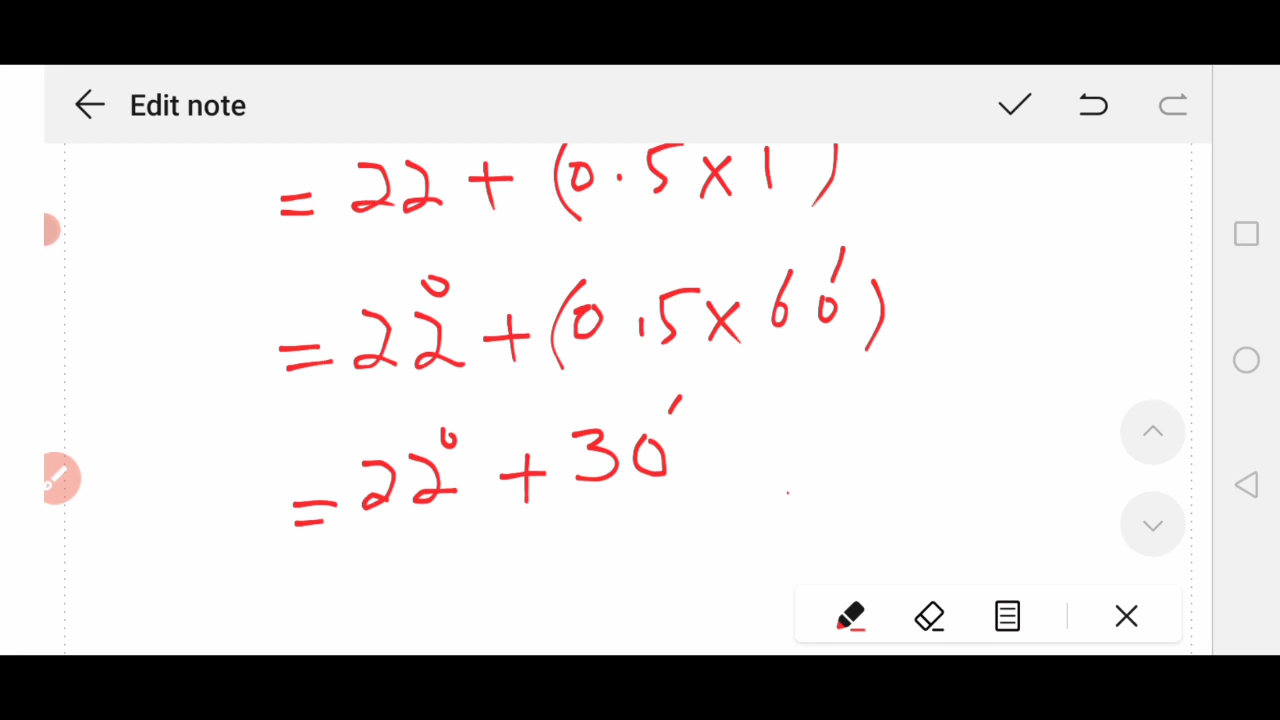 Edit note
= 22 + (0.5 × 1)
= 22° + (0.5 × 60′)
= 22° + 30′